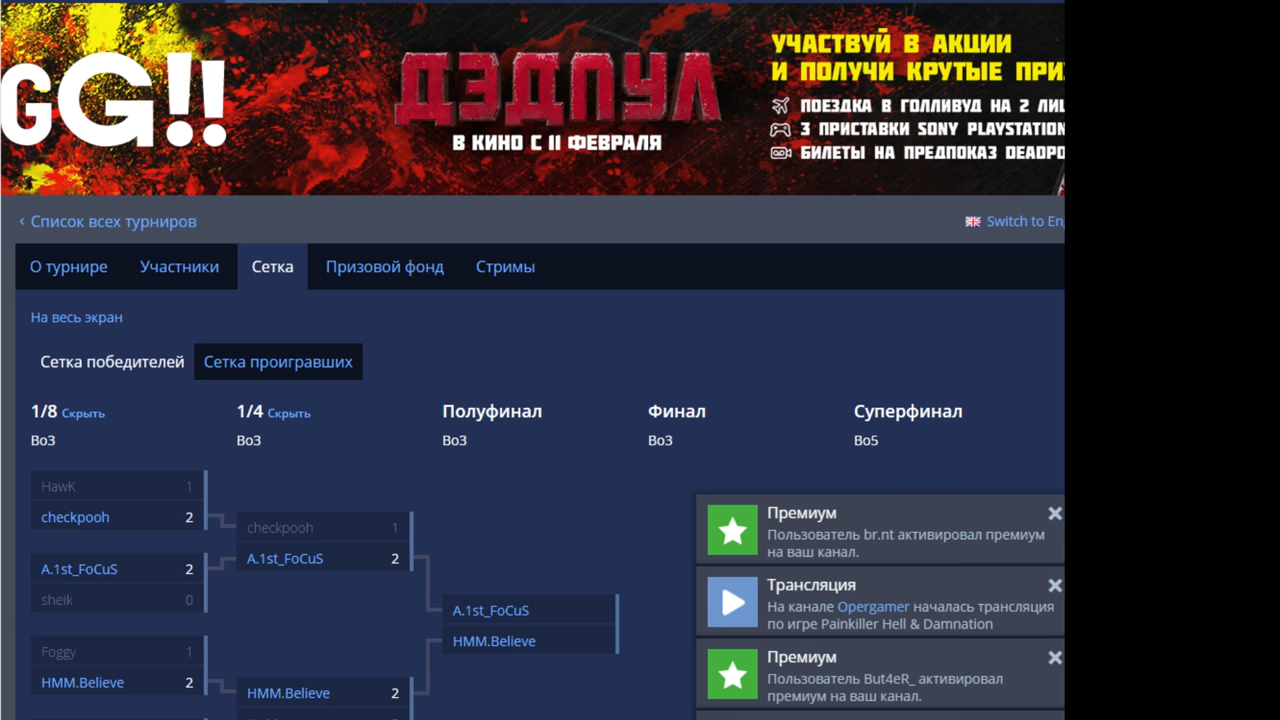 GG!!
ДЭДПУЛ
В КИНО С 11 ФЕВРАЛЯ
УЧАСТВУЙ В АКЦИИ
И ПОЛУЧИ КРУТЫЕ ПРИ
ПОЕЗДКА В ГОЛЛИВУД НА 2 ЛИЦ
3 ПРИСТАВКИ SONY PLAYSTATION
БИЛЕТЫ НА ПРЕДПОКАЗ DEADPO
‹ Список всех турниров
Switch to En
О турнире Участники Сетка Призовой фонд Стримы
На весь экран
Сетка победителей Сетка проигравших
1/8 Скрыть 1/4 Скрыть Полуфинал Финал Суперфинал
Bo3 Bo3 Bo3 Bo3 Bo5
HawK 1
checkpooh 2
checkpooh 1
A.1st_FoCuS 2
A.1st_FoCuS 2
sheik 0
A.1st_FoCuS
HMM.Believe
Foggy 1
HMM.Believe 2
HMM.Believe 2
Премиум
Пользователь br.nt активировал премиум
на ваш канал.
Трансляция
На канале Opergamer началась трансляция
по игре Painkiller Hell & Damnation
Премиум
Пользователь But4eR_ активировал
премиум на ваш канал.